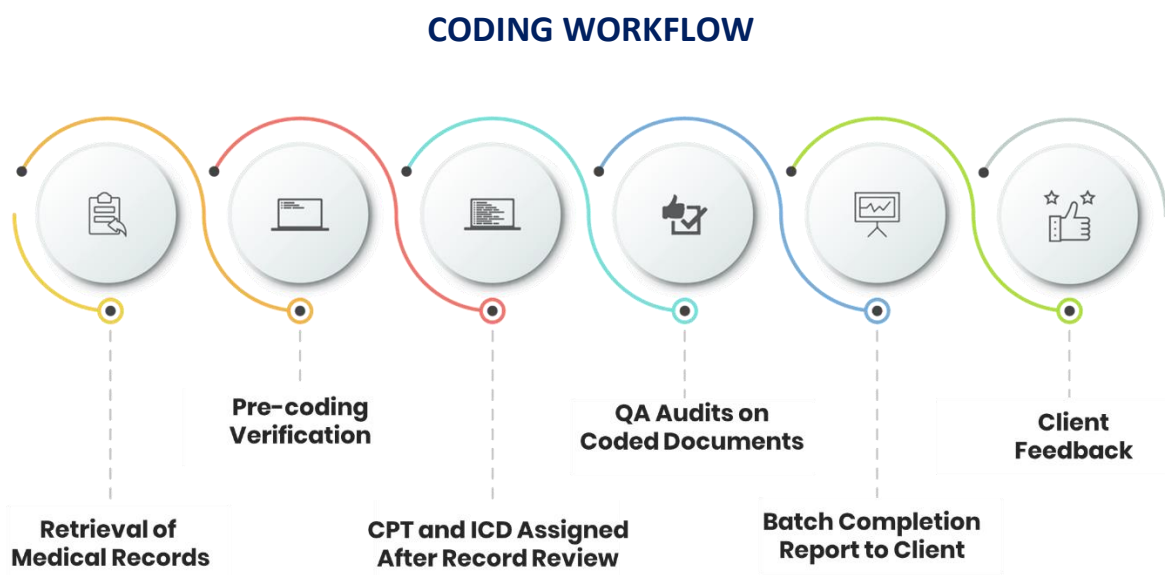 CODING WORKFLOW
Retrieval of
Medical Records
Pre-coding
Verification
CPT and ICD Assigned
After Record Review
QA Audits on
Coded Documents
Batch Completion
Report to Client
Client
Feedback